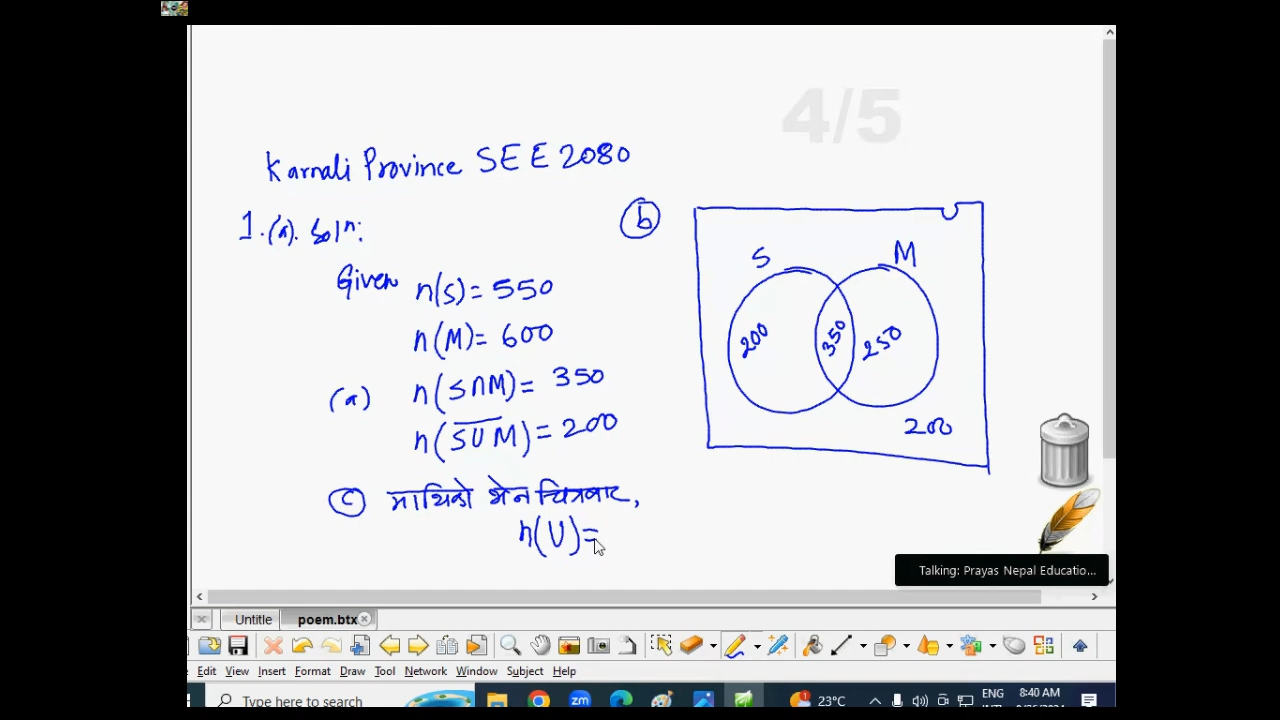 4/5
Karnali Province SEE 2080
1.(a). Soln:
Given n(S) = 550
n(M) = 600
(a) n(S∩M) = 350
n(S∪M) = 200
(c) माथिको भेन चित्रबाट,
n(U) =
(b)
S M
200 350 250
200
Talking: Prayas Nepal Educatio...
Untitle poem.btx
Edit View Insert Format Draw Tool Network Window Subject Help
Type here to search
zm
1
23°C
ENG
8:40 AM